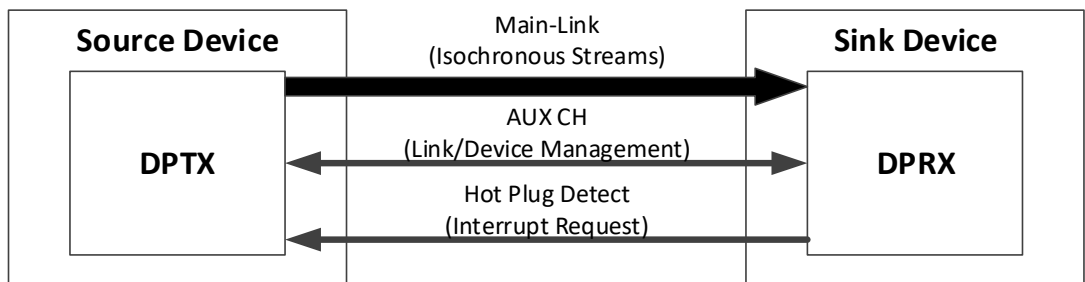 Source Device
Main-Link
(Isochronous Streams)
Sink Device
DPTX
AUX CH
(Link/Device Management)
DPRX
Hot Plug Detect
(Interrupt Request)